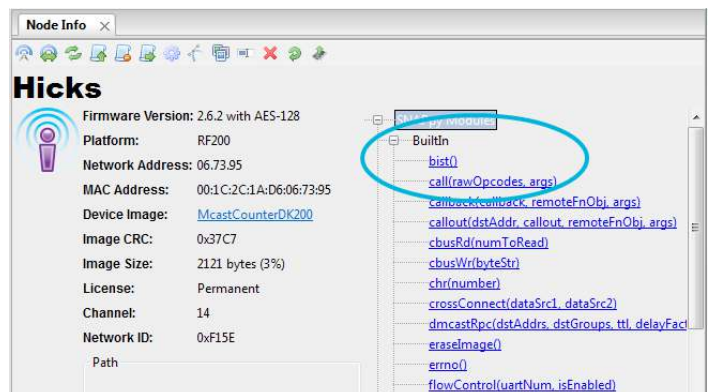 Node Info
Hicks
Firmware Version: 2.6.2 with AES-128
Platform: RF200
Network Address: 06.73.95
MAC Address: 00:1C:2C:1A:D6:06:73:95
Device Image: McastCounterDK200
Image CRC: 0x37C7
Image Size: 2121 bytes (3%)
License: Permanent
Channel: 14
Network ID: 0xF15E
Path
SNAPpy Modules
BuiltIn
bist()
call(rawOpcodes, args)
callback(callback, remoteFnObj, args)
callout(dstAddr, callout, remoteFnObj, args)
cbusRd(numToRead)
cbusWr(byteStr)
chr(number)
crossConnect(dataSrc1, dataSrc2)
dmcastRpc(dstAddrs, dstGroups, ttl, delayFact
eraseImage()
errno()
flowControl(uartNum, isEnabled)